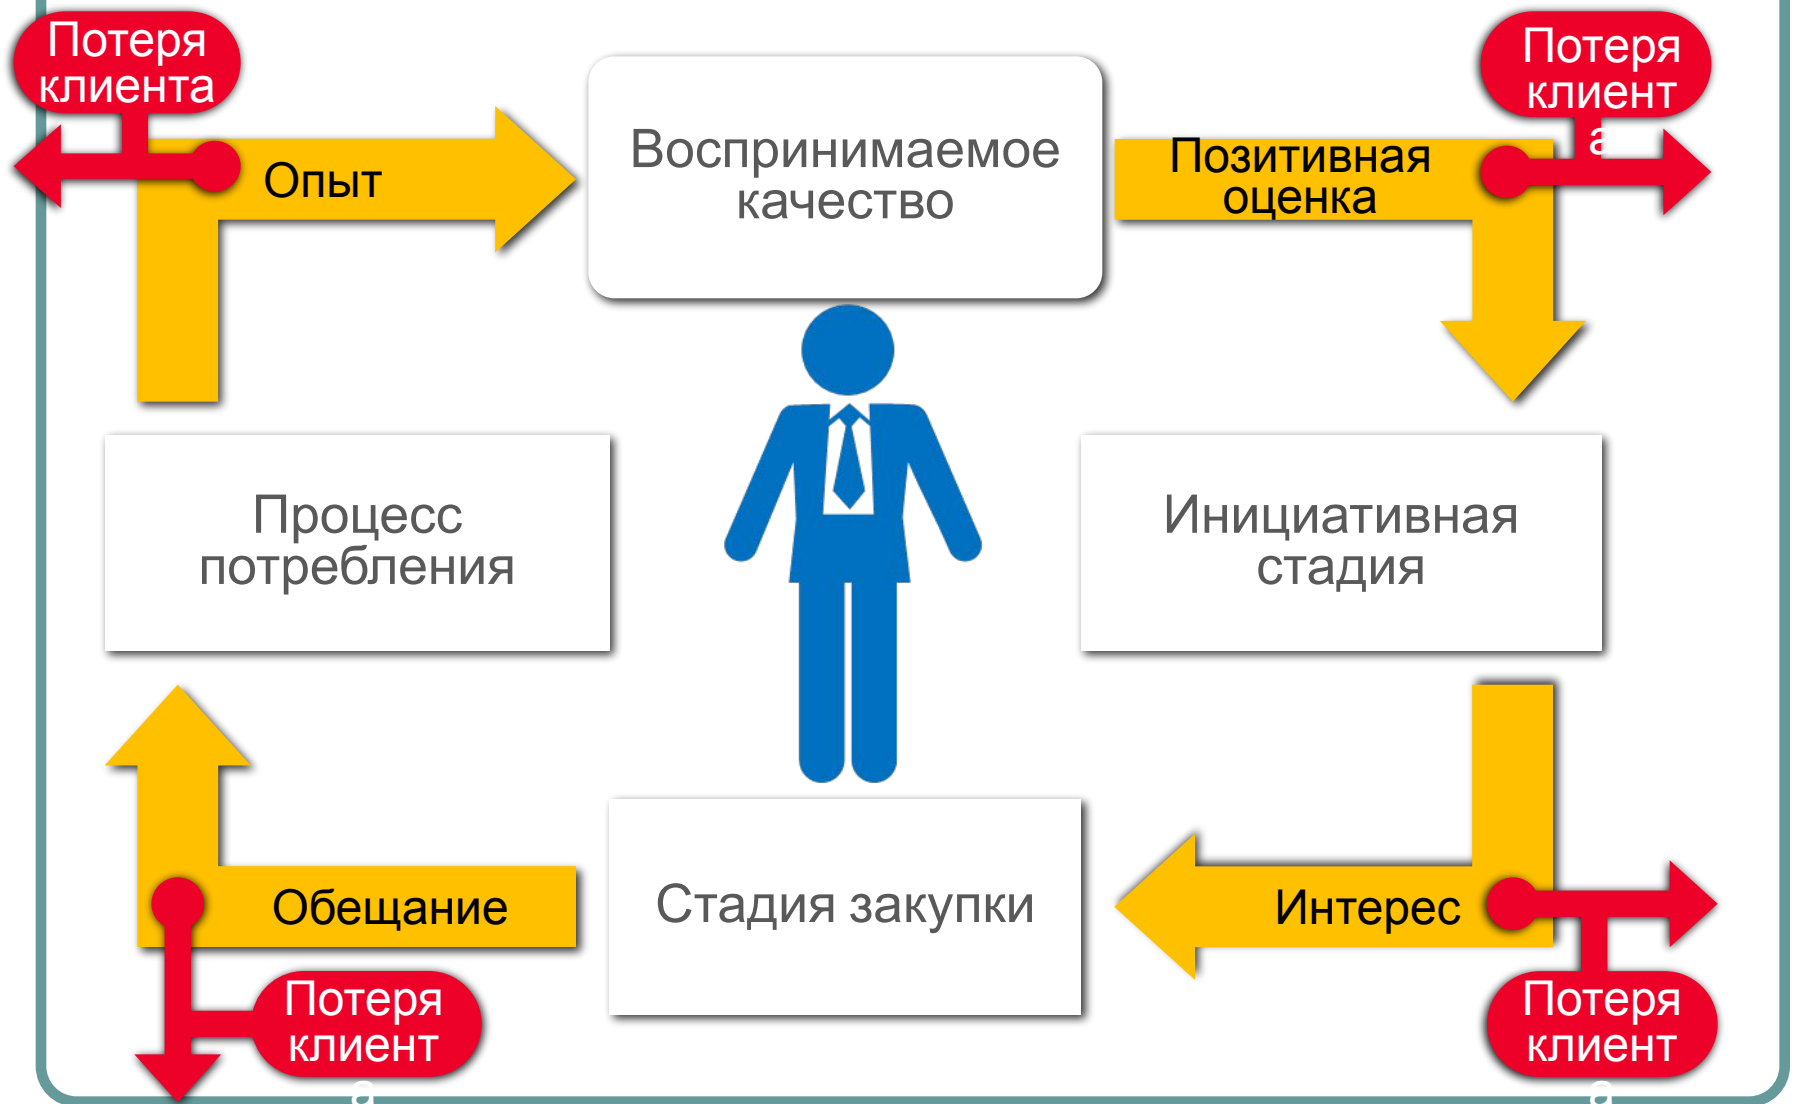 Потеря
клиента
Потеря
клиент
а
Опыт
Воспринимаемое
качество
Позитивная
оценка
Процесс
потребления
Инициативная
стадия
Обещание
Стадия закупки
Интерес
Потеря
клиент
а
Потеря
клиент
а